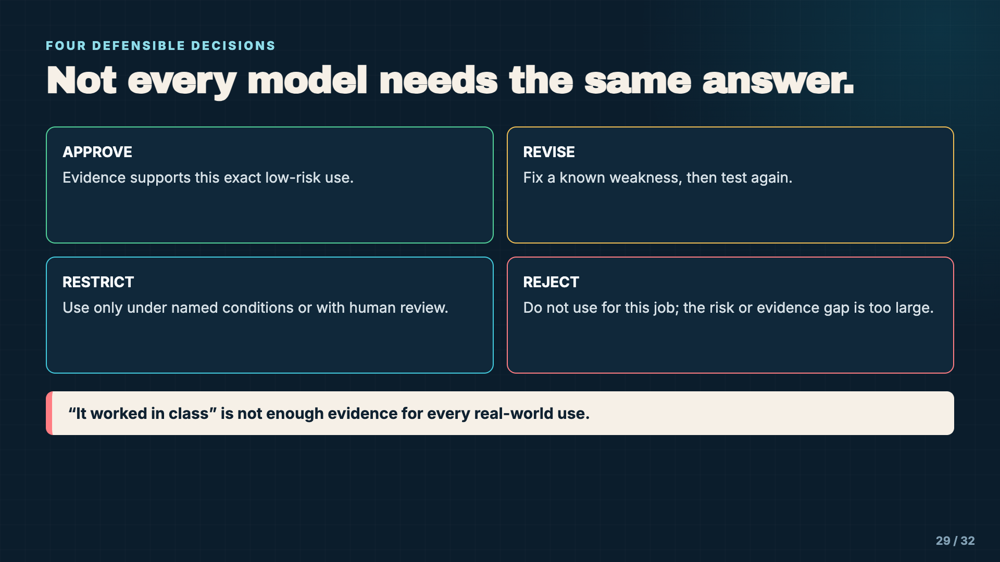 FOUR DEFENSIBLE DECISIONS
Not every model needs the same answer.
APPROVE
Evidence supports this exact low-risk use.
REVISE
Fix a known weakness, then test again.
RESTRICT
Use only under named conditions or with human review.
REJECT
Do not use for this job; the risk or evidence gap is too large.
“It worked in class” is not enough evidence for every real-world use.
29 / 32